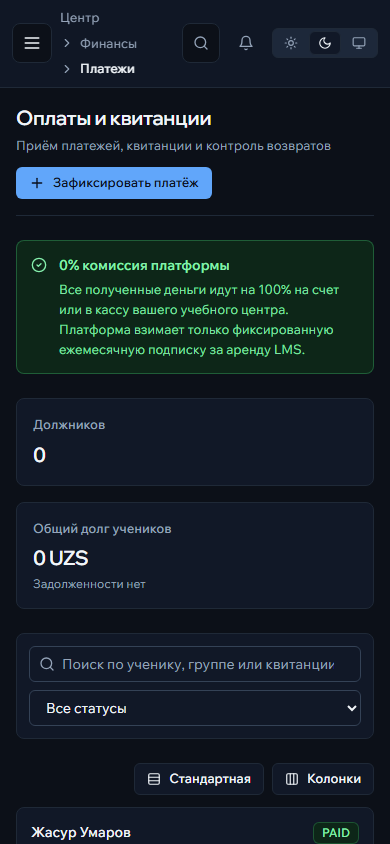 Центр
Финансы
Платежи
Оплаты и квитанции
Приём платежей, квитанции и контроль возвратов
Зафиксировать платёж
0% комиссия платформы
Все полученные деньги идут на 100% на счет
или в кассу вашего учебного центра.
Платформа взимает только фиксированную
ежемесячную подписку за аренду LMS.
Должников
0
Общий долг учеников
0 UZS
Задолженности нет
Поиск по ученику, группе или квитанции
Все статусы
Стандартная
Колонки
Жасур Умаров
PAID